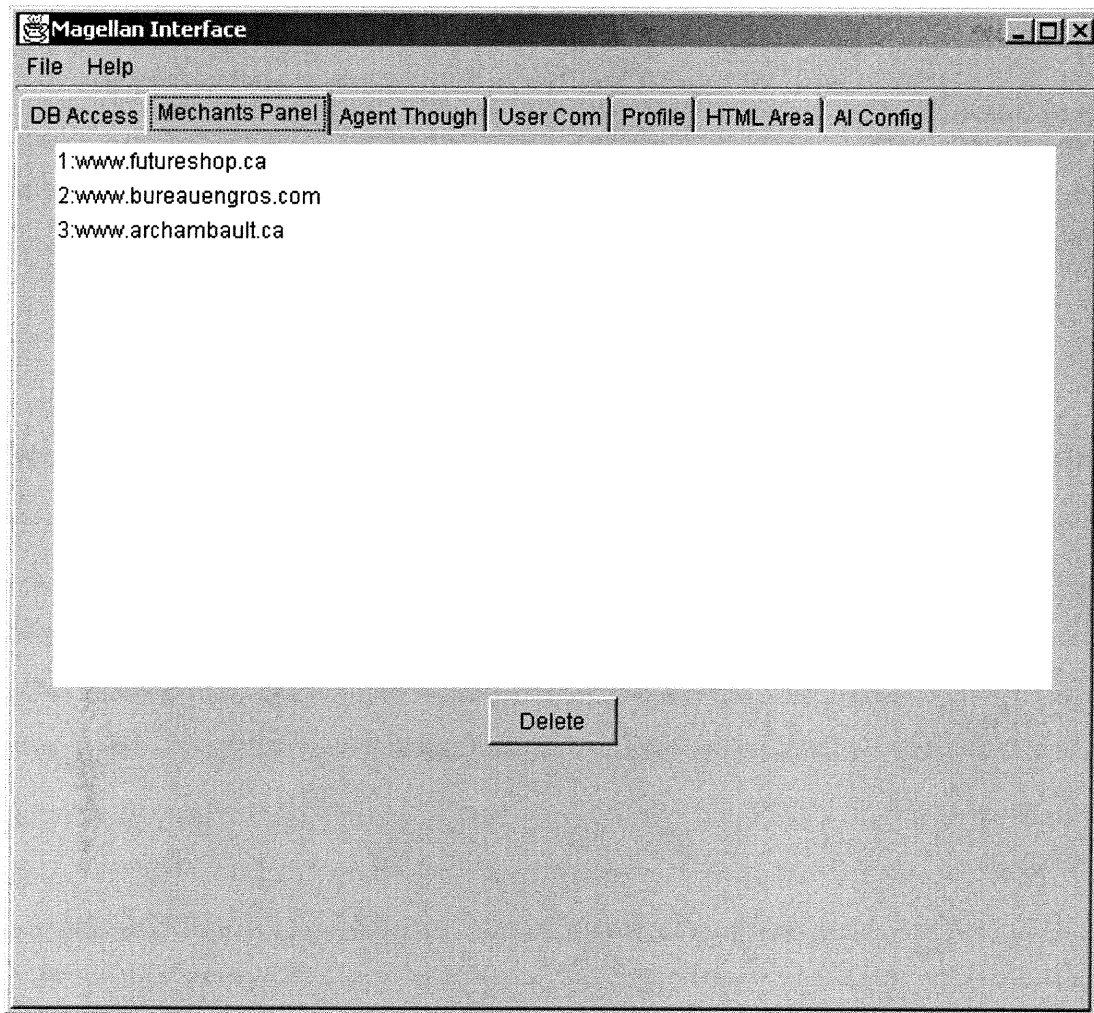 Magellan Interface
File Help
DB Access Mechants Panel Agent Though User Com Profile HTML Area AI Config
1:www.futureshop.ca
2:www.bureauengros.com
3:www.archambault.ca
Delete